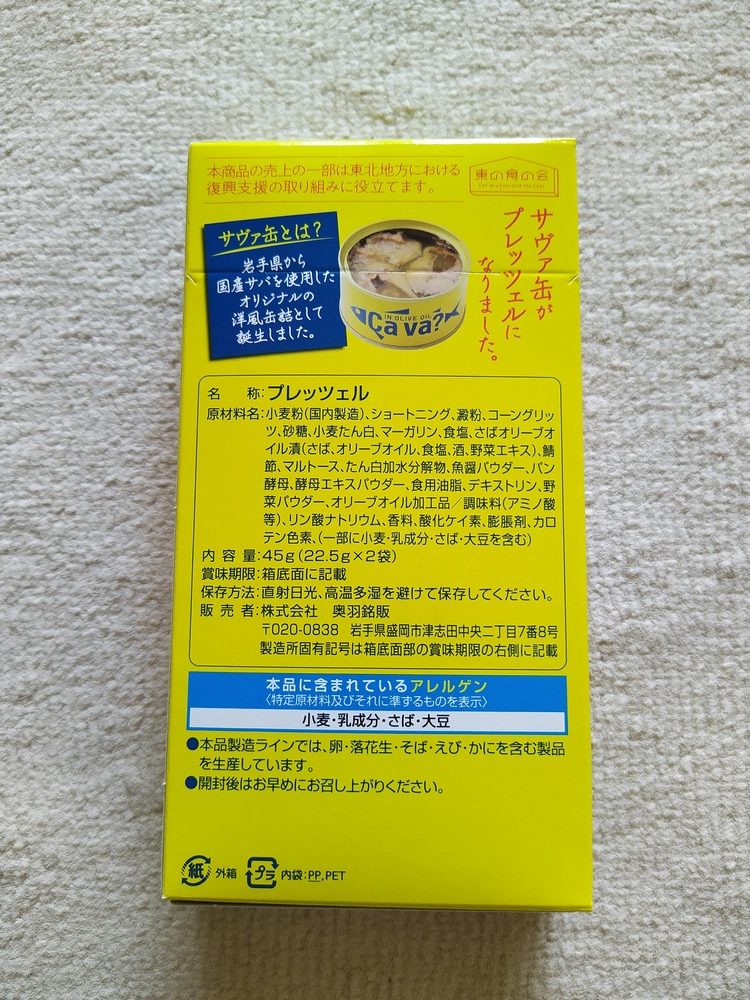 本商品の売上の一部は東北地方における
復興支援の取り組みに役立てます。
東の食の会
サヴァ缶が
プレッツェルに
なりました。
サヴァ缶とは?
岩手県から
国産サバを使用した
オリジナルの
洋風缶詰として
誕生しました。
IN OLIVE OIL
Ça va?
名 称:プレッツェル
原材料名:小麦粉(国内製造)、ショートニング、澱粉、コーングリッ
ツ、砂糖、小麦たん白、マーガリン、食塩、さばオリーブオ
イル漬(さば、オリーブオイル、食塩、酒、野菜エキス)、鯖
節、マルトース、たん白加水分解物、魚醤パウダー、パン
酵母、酵母エキスパウダー、食用油脂、デキストリン、野
菜パウダー、オリーブオイル加工品/調味料(アミノ酸
等)、リン酸ナトリウム、香料、酸化ケイ素、膨脹剤、カロ
テン色素、(一部に小麦・乳成分・さば・大豆を含む)
内容量:45g(22.5g×2袋)
賞味期限:箱底面に記載
保存方法:直射日光、高温多湿を避けて保存してください。
販売者:株式会社 奥羽銘販
〒020-0838 岩手県盛岡市津志田中央二丁目7番8号
製造所固有記号は箱底面部の賞味期限の右側に記載
本品に含まれているアレルゲン
〈特定原材料及びそれに準ずるものを表示〉
小麦・乳成分・さば・大豆
●本品製造ラインでは、卵・落花生・そば・えび・かにを含む製品
を生産しています。
●開封後はお早めにお召し上がりください。
紙 外箱 プラ 内袋:PP,PET